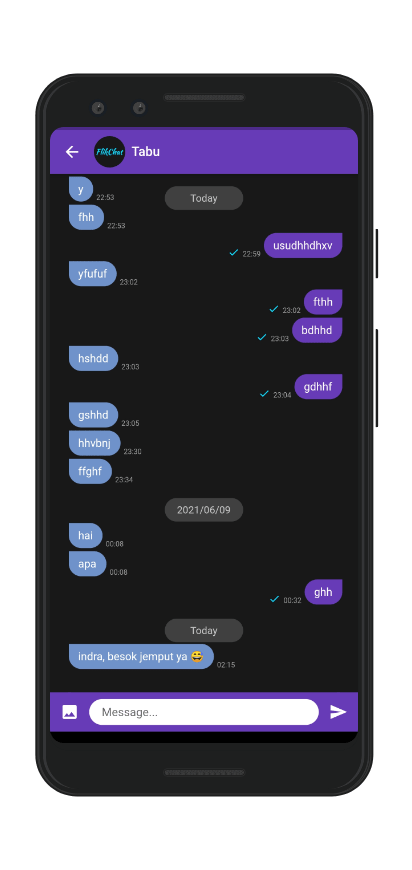 FlikChat
Tabu
y
22:53
Today
fhh
22:53
usudhhdhxv
22:59
yfufuf
23:02
fthh
23:02
bdhhd
23:03
hshdd
23:03
gdhhf
23:04
gshhd
23:05
hhvbnj
23:30
ffghf
23:34
2021/06/09
hai
00:08
apa
00:08
ghh
00:32
Today
indra, besok jemput ya 😅
02:15
Message...